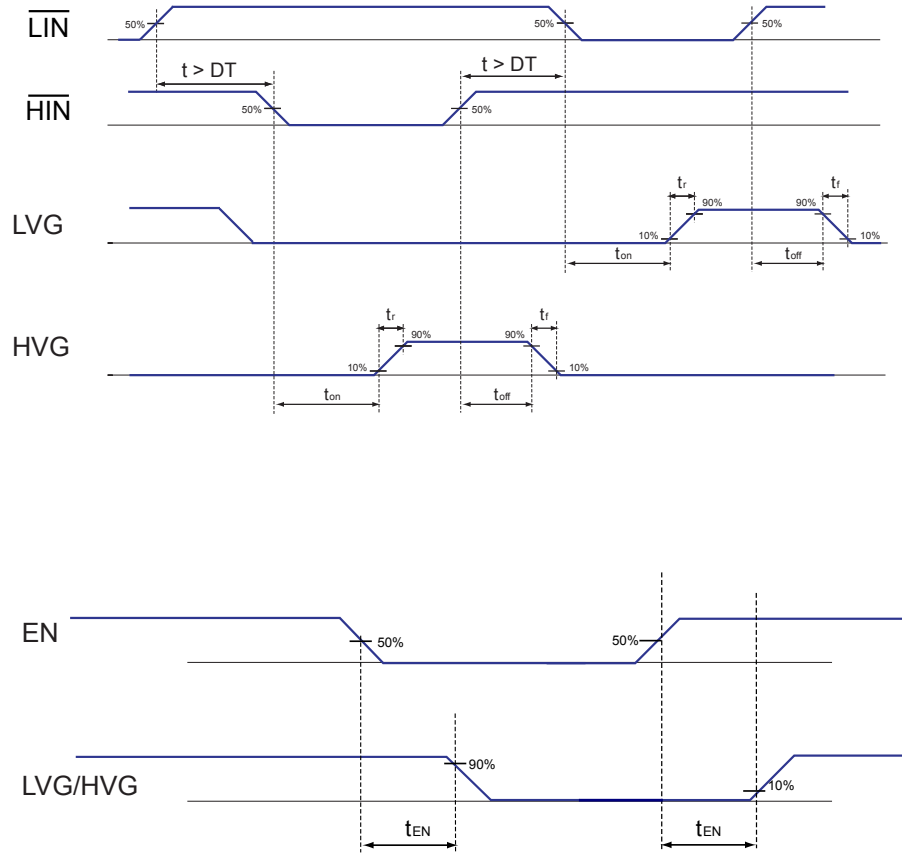 LIN
50%
50%
50%
t > DT
t > DT
HIN
50%
50%
tr
tf
LVG
90%
90%
10%
10%
ton
toff
tr
tf
HVG
90%
90%
10%
10%
ton
toff
EN
50%
50%
LVG/HVG
90%
10%
tEN
tEN